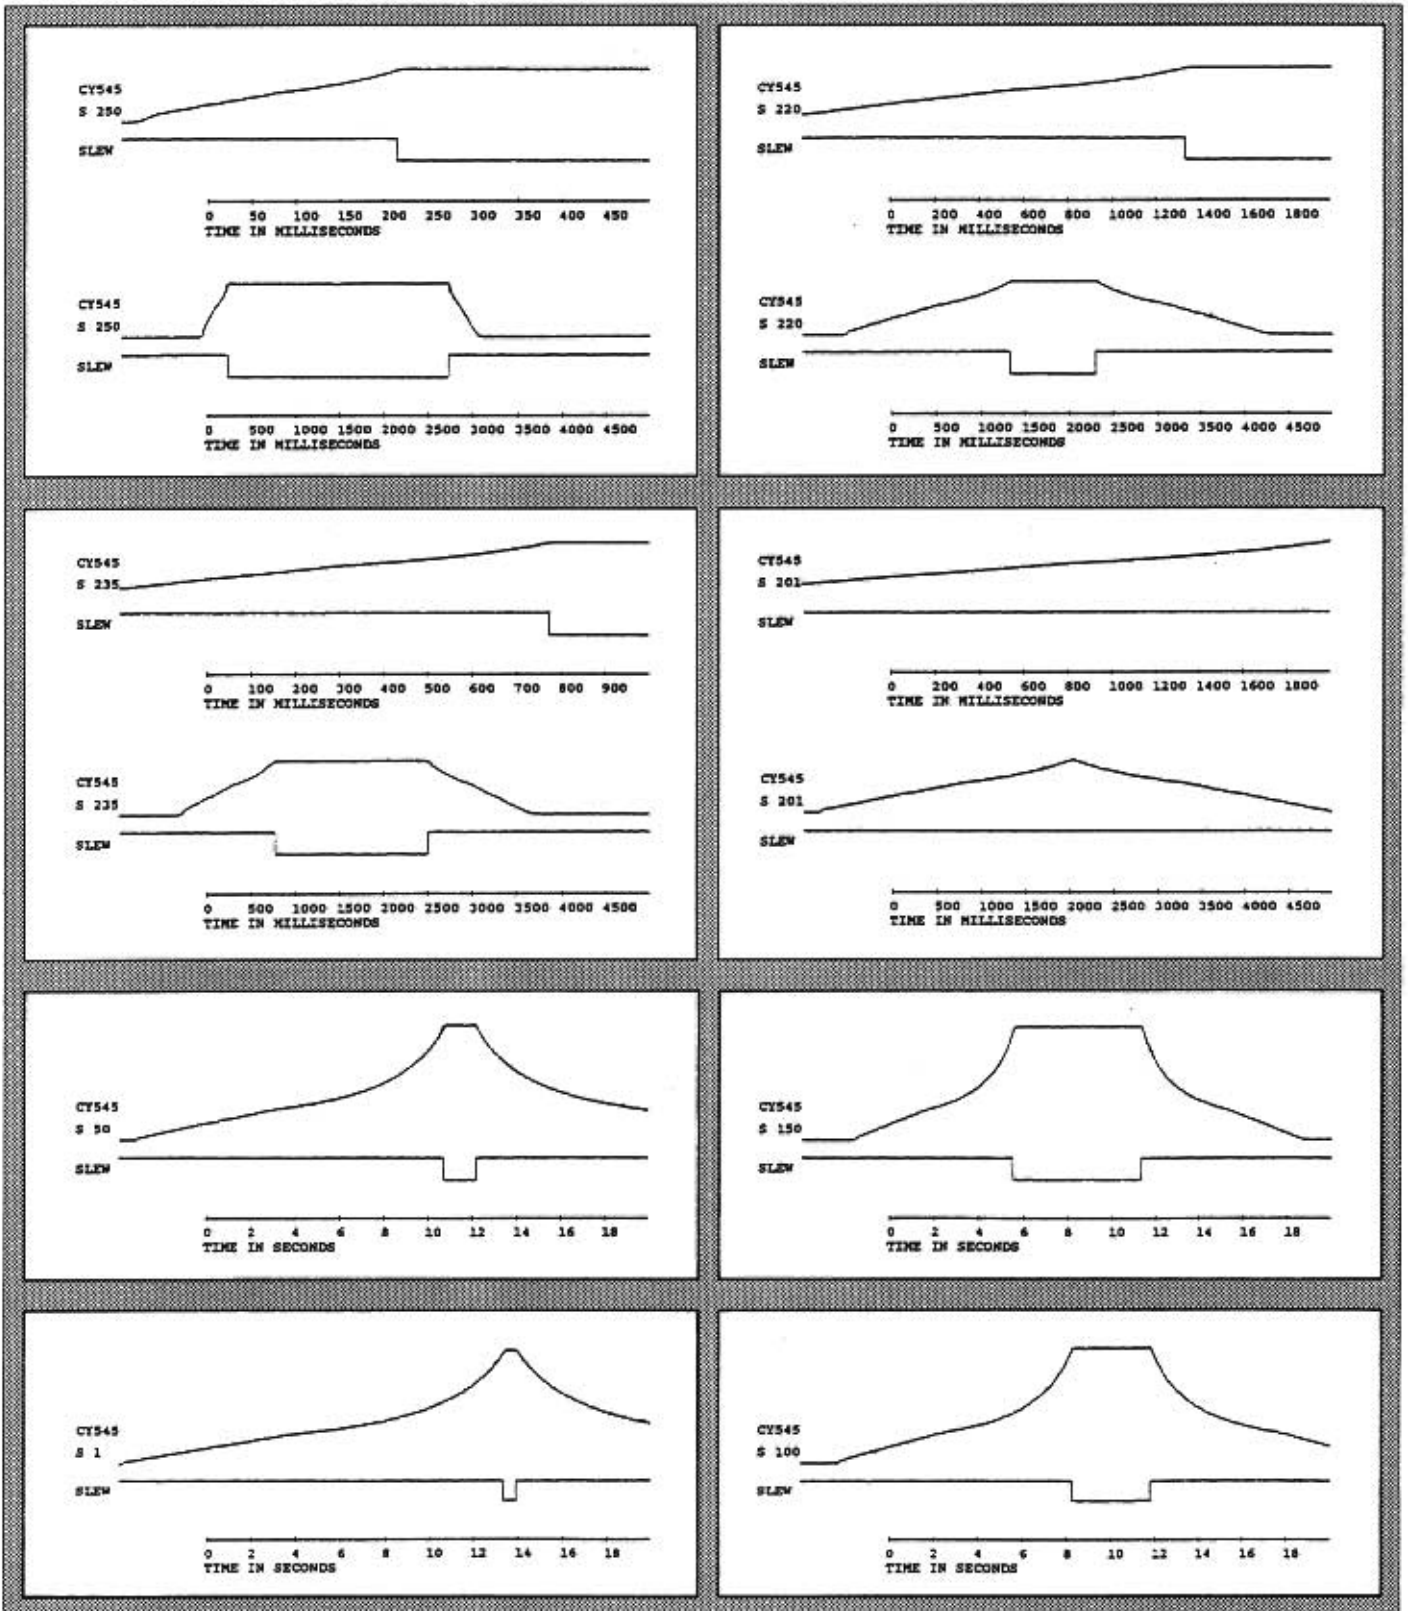 CY545
S 250
SLEW
0 50 100 150 200 250 300 350 400 450
TIME IN MILLISECONDS
CY545
S 250
SLEW
0 500 1000 1500 2000 2500 3000 3500 4000 4500
TIME IN MILLISECONDS
CY545
S 220
SLEW
0 200 400 600 800 1000 1200 1400 1600 1800
TIME IN MILLISECONDS
CY545
S 220
SLEW
0 500 1000 1500 2000 2500 3000 3500 4000 4500
TIME IN MILLISECONDS
CY545
S 235
SLEW
0 100 200 300 400 500 600 700 800 900
TIME IN MILLISECONDS
CY545
S 235
SLEW
0 500 1000 1500 2000 2500 3000 3500 4000 4500
TIME IN MILLISECONDS
CY545
S 201
SLEW
0 200 400 600 800 1000 1200 1400 1600 1800
TIME IN MILLISECONDS
CY545
S 201
SLEW
0 500 1000 1500 2000 2500 3000 3500 4000 4500
TIME IN MILLISECONDS
CY545
S 50
SLEW
0 2 4 6 8 10 12 14 16 18
TIME IN SECONDS
CY545
S 150
SLEW
0 2 4 6 8 10 12 14 16 18
TIME IN SECONDS
CY545
S 1
SLEW
0 2 4 6 8 10 12 14 16 18
TIME IN SECONDS
CY545
S 100
SLEW
0 2 4 6 8 10 12 14 16 18
TIME IN SECONDS